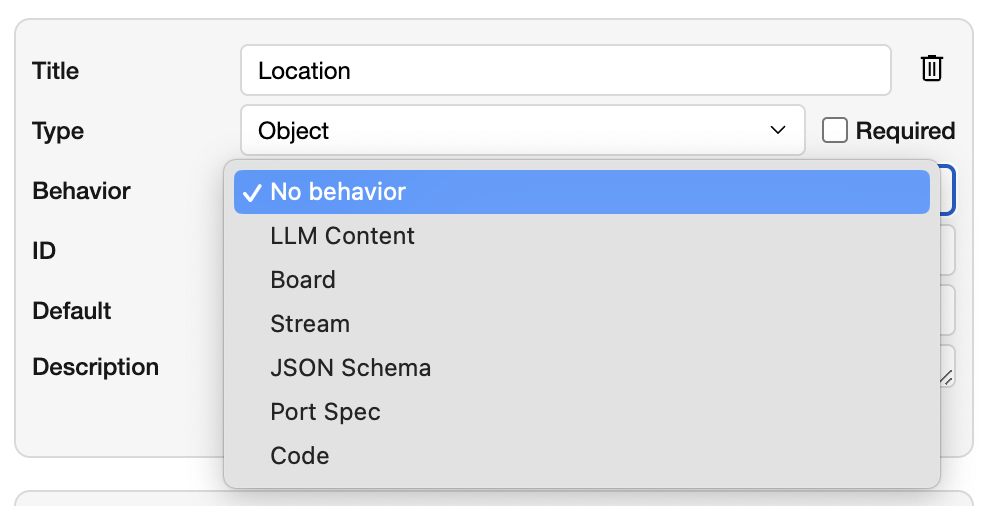 Title Location
Type Object Required
Behavior
✓ No behavior
LLM Content
ID
Board
Default
Stream
Description
JSON Schema
Port Spec
Code